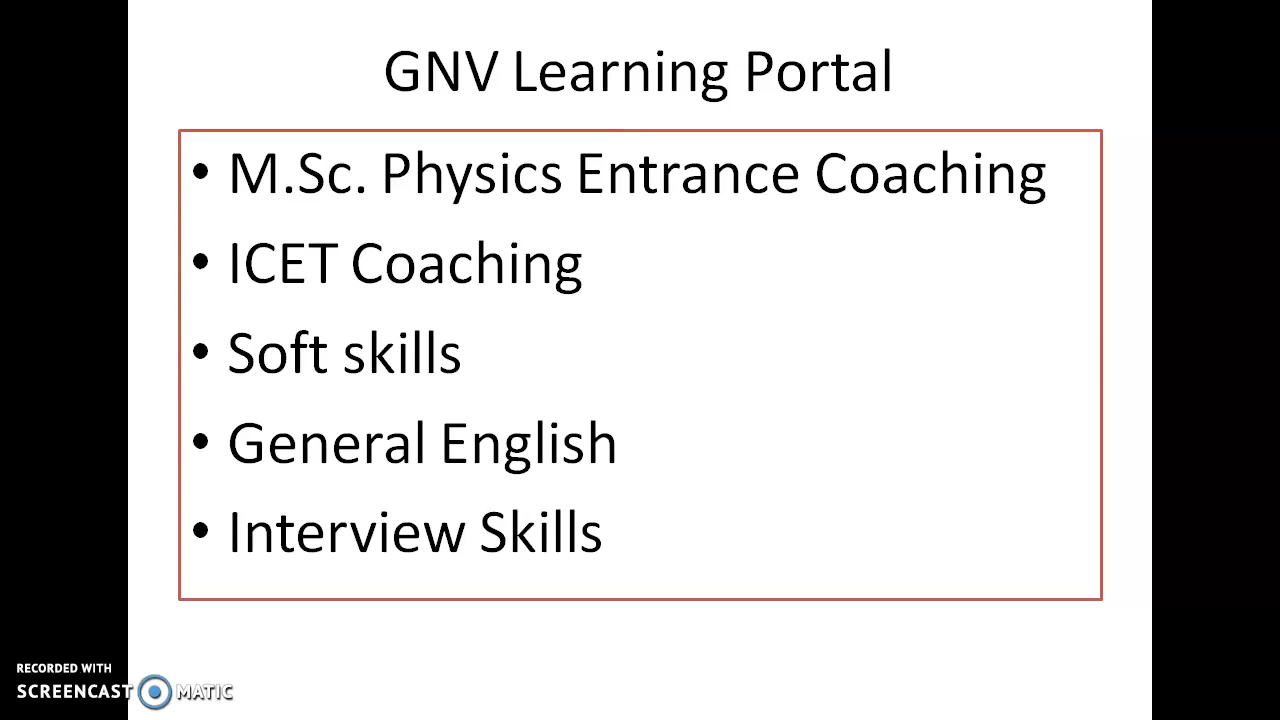 GNV Learning Portal
• M.Sc. Physics Entrance Coaching
• ICET Coaching
• Soft skills
• General English
• Interview Skills
RECORDED WITH
SCREENCAST MATIC